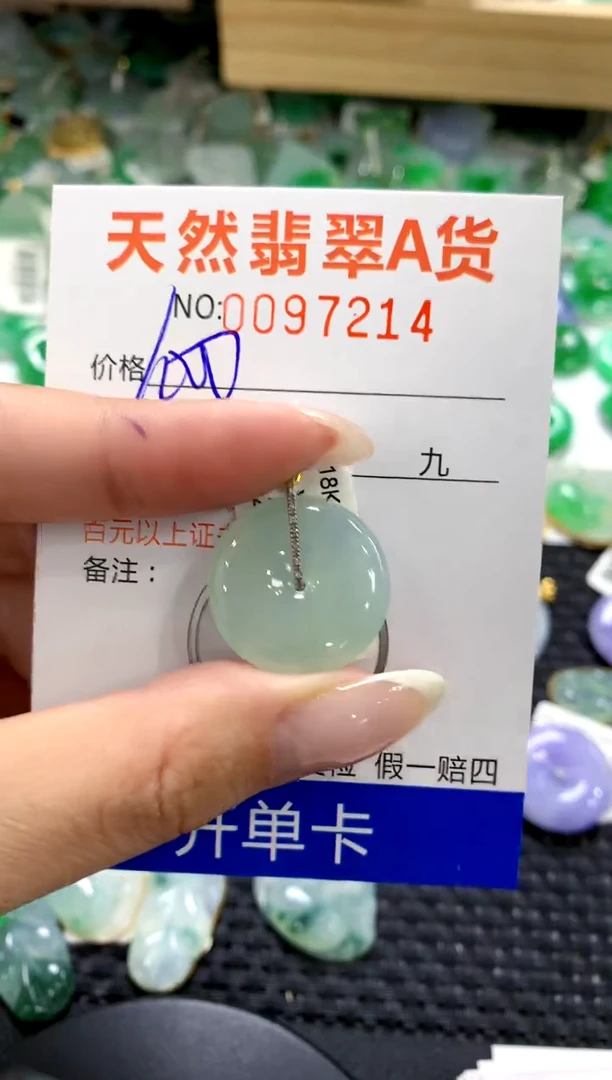 天然翡翠A货
NO:0097214
价格
九
18K
百元以上证
备注：
假一赔四
开单卡